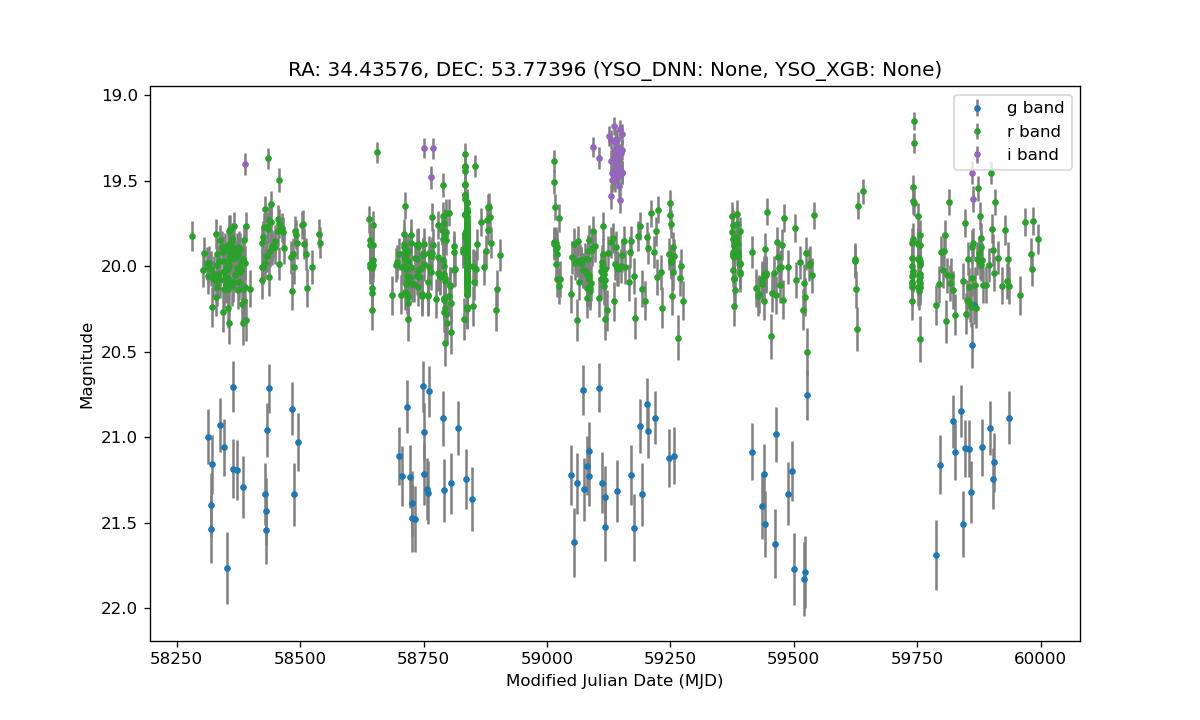 RA: 34.43576, DEC: 53.77396 (YSO_DNN: None, YSO_XGB: None)
g band
r band
i band
19.0
19.5
20.0
20.5
21.0
21.5
22.0
Magnitude
58250 58500 58750 59000 59250 59500 59750 60000
Modified Julian Date (MJD)